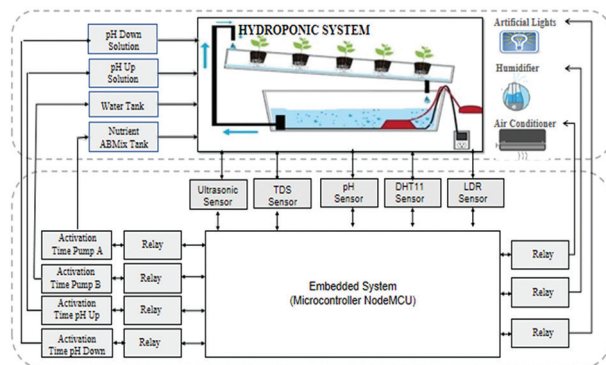 HYDROPONIC SYSTEM
pH Down
Solution
pH Up
Solution
Water Tank
Nutrient
ABMix Tank
Artificial Lights
Humidifier
Air Conditioner
Ultrasonic
Sensor
TDS
Sensor
pH
Sensor
DHT11
Sensor
LDR
Sensor
Activation
Time Pump A
Relay
Activation
Time Pump B
Relay
Activation
Time pH Up
Relay
Activation
Time pH Down
Relay
Embedded System
(Microcontroller NodeMCU)
Relay
Relay
Relay